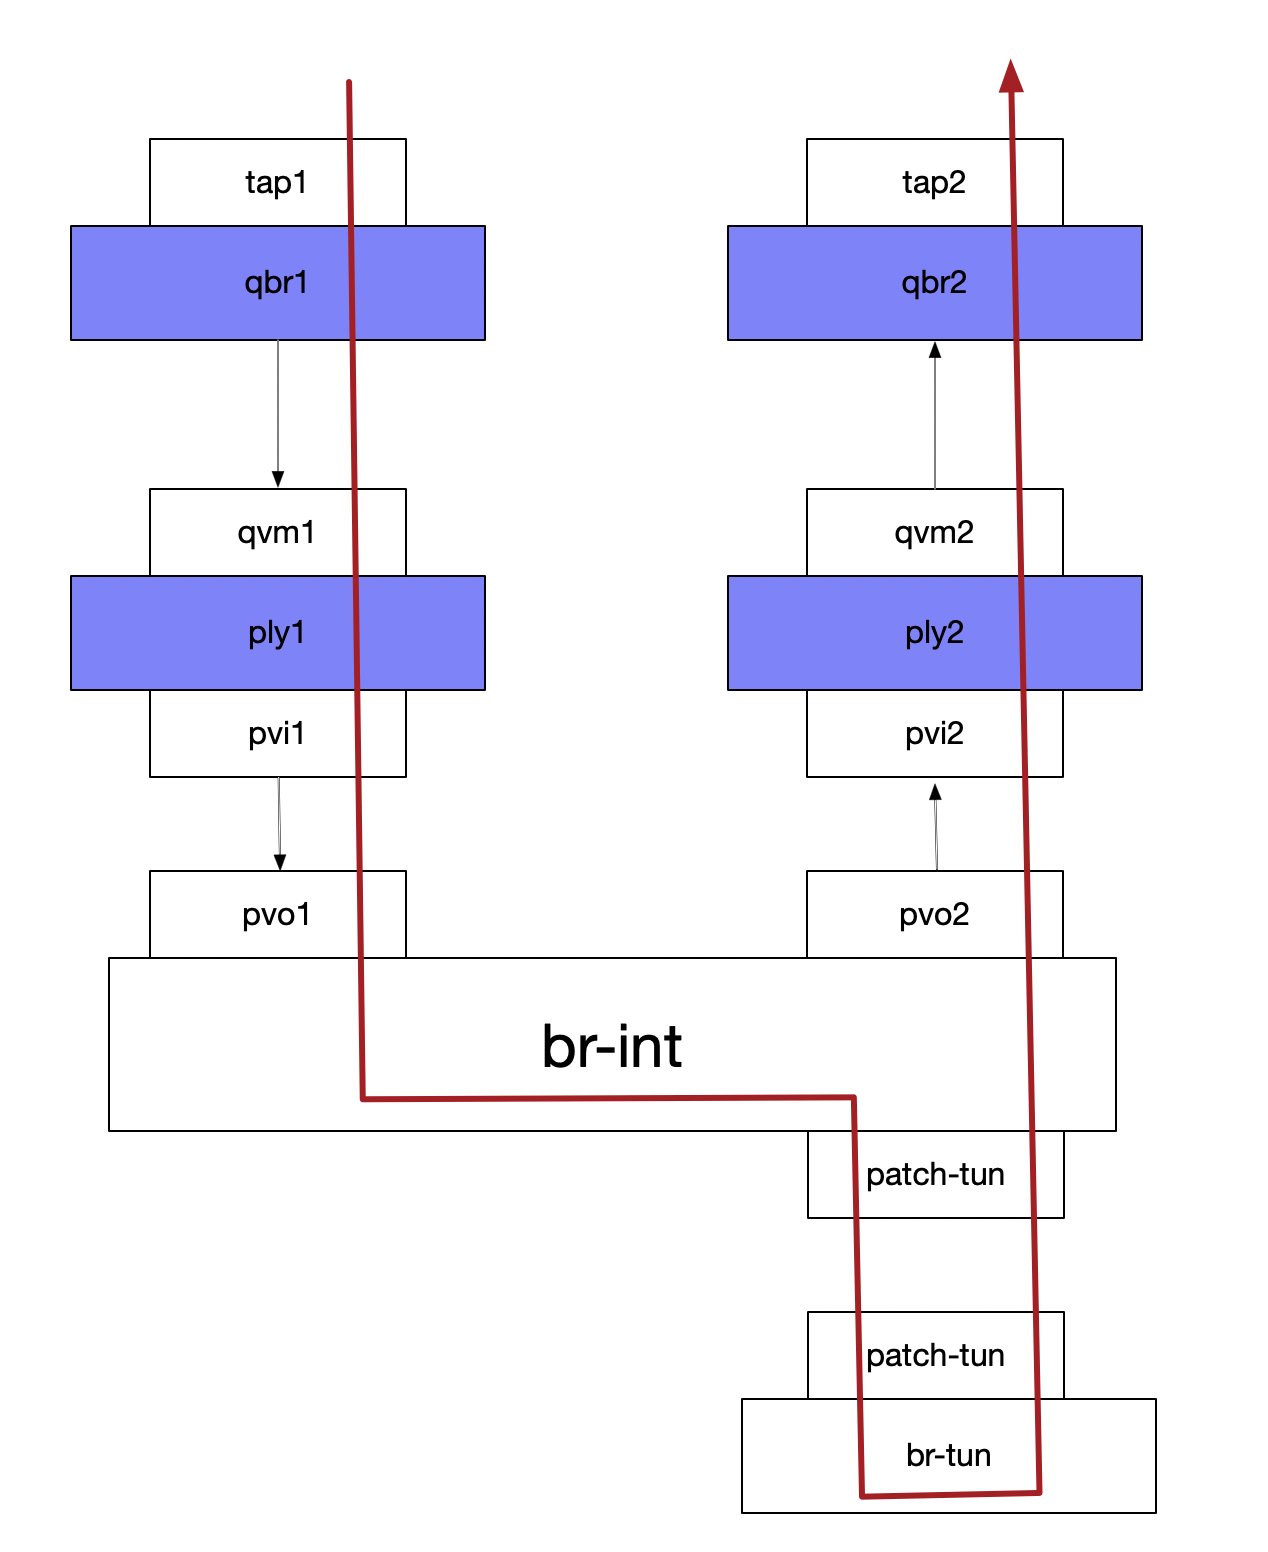 tap1
tap2
qbr1
qbr2
qvm1
qvm2
ply1
ply2
pvi1
pvi2
pvo1
pvo2
br-int
patch-tun
patch-tun
br-tun